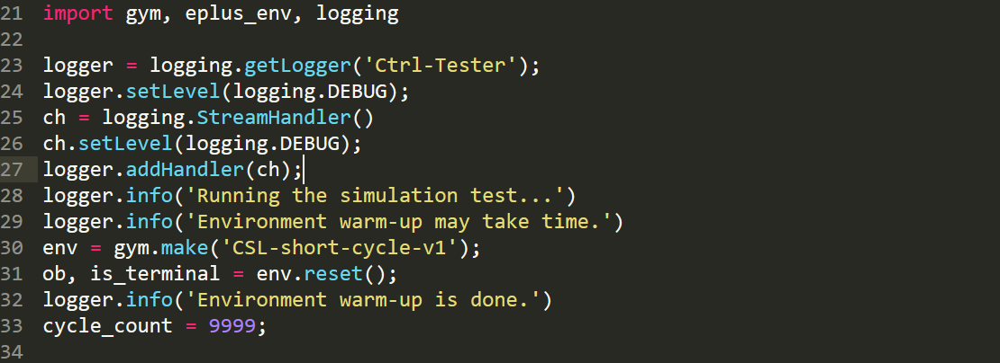 21 import gym, eplus_env, logging
22
23 logger = logging.getLogger('Ctrl-Tester');
24 logger.setLevel(logging.DEBUG);
25 ch = logging.StreamHandler()
26 ch.setLevel(logging.DEBUG);
27 logger.addHandler(ch);
28 logger.info('Running the simulation test...')
29 logger.info('Environment warm-up may take time.')
30 env = gym.make('CSL-short-cycle-v1');
31 ob, is_terminal = env.reset();
32 logger.info('Environment warm-up is done.')
33 cycle_count = 9999;
34